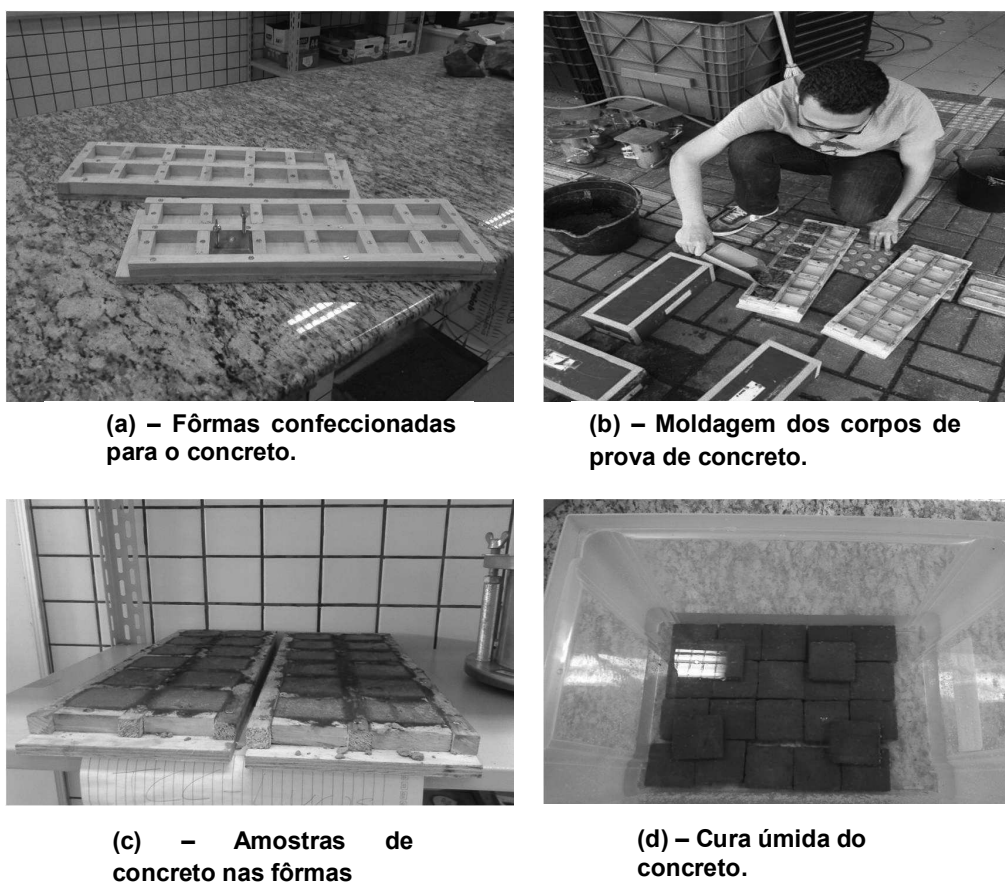 (a) – Fôrmas confeccionadas
para o concreto.
(b) – Moldagem dos corpos de
prova de concreto.
(c) – Amostras de
concreto nas fôrmas
(d) – Cura úmida do
concreto.